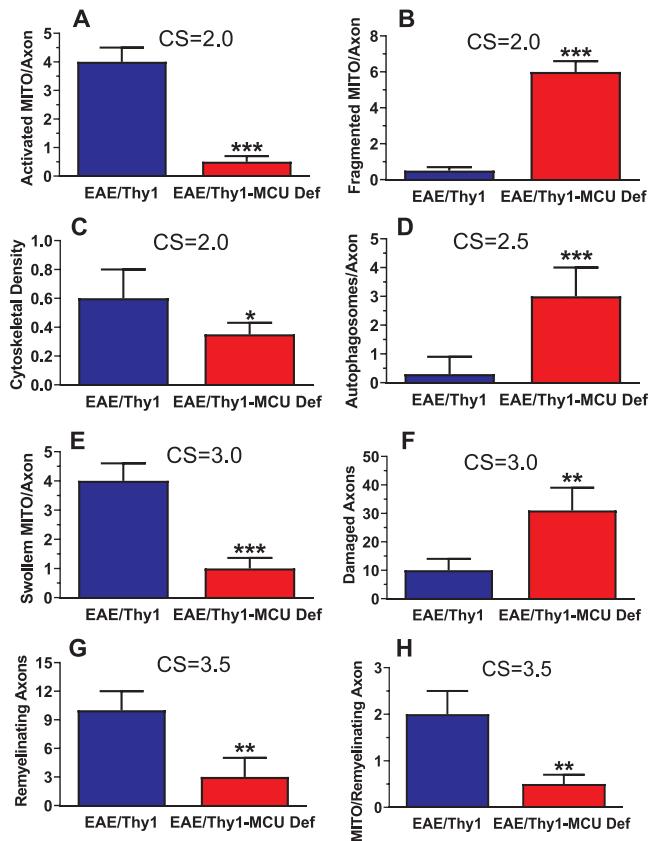 A
CS=2.0
Activated MITO/Axon
5
4
3
2
1
0
***
EAE/Thy1 EAE/Thy1-MCU Def
B
CS=2.0
Fragmented MITO/Axon
8
6
4
2
0
***
EAE/Thy1 EAE/Thy1-MCU Def
C
CS=2.0
Cytoskeletal Density
1.0
0.8
0.6
0.4
0.2
0.0
*
EAE/Thy1 EAE/Thy1-MCU Def
D
CS=2.5
Autophagosomes/Axon
5
4
3
2
1
0
***
EAE/Thy1 EAE/Thy1-MCU Def
E
CS=3.0
Swollem MITO/Axon
5
4
3
2
1
0
***
EAE/Thy1 EAE/Thy1-MCU Def
F
CS=3.0
Damaged Axons
50
40
30
20
10
0
**
EAE/Thy1 EAE/Thy1-MCU Def
G
CS=3.5
Remyelinating Axons
15
12
9
6
3
0
**
EAE/Thy1 EAE/Thy1-MCU Def
H
CS=3.5
MITO/Remyelinating Axon
3
2
1
0
**
EAE/Thy1 EAE/Thy1-MCU Def